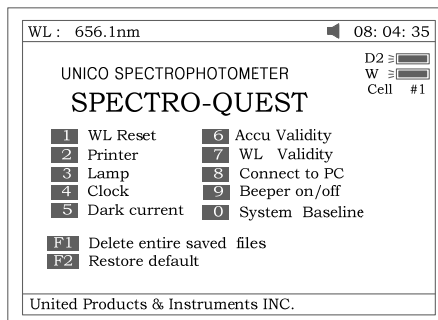 WL : 656.1nm 08: 04: 35
D2
W
Cell #1
UNICO SPECTROPHOTOMETER
SPECTRO-QUEST
1 WL Reset 6 Accu Validity
2 Printer 7 WL Validity
3 Lamp 8 Connect to PC
4 Clock 9 Beeper on/off
5 Dark current 0 System Baseline
F1 Delete entire saved files
F2 Restore default
United Products & Instruments INC.